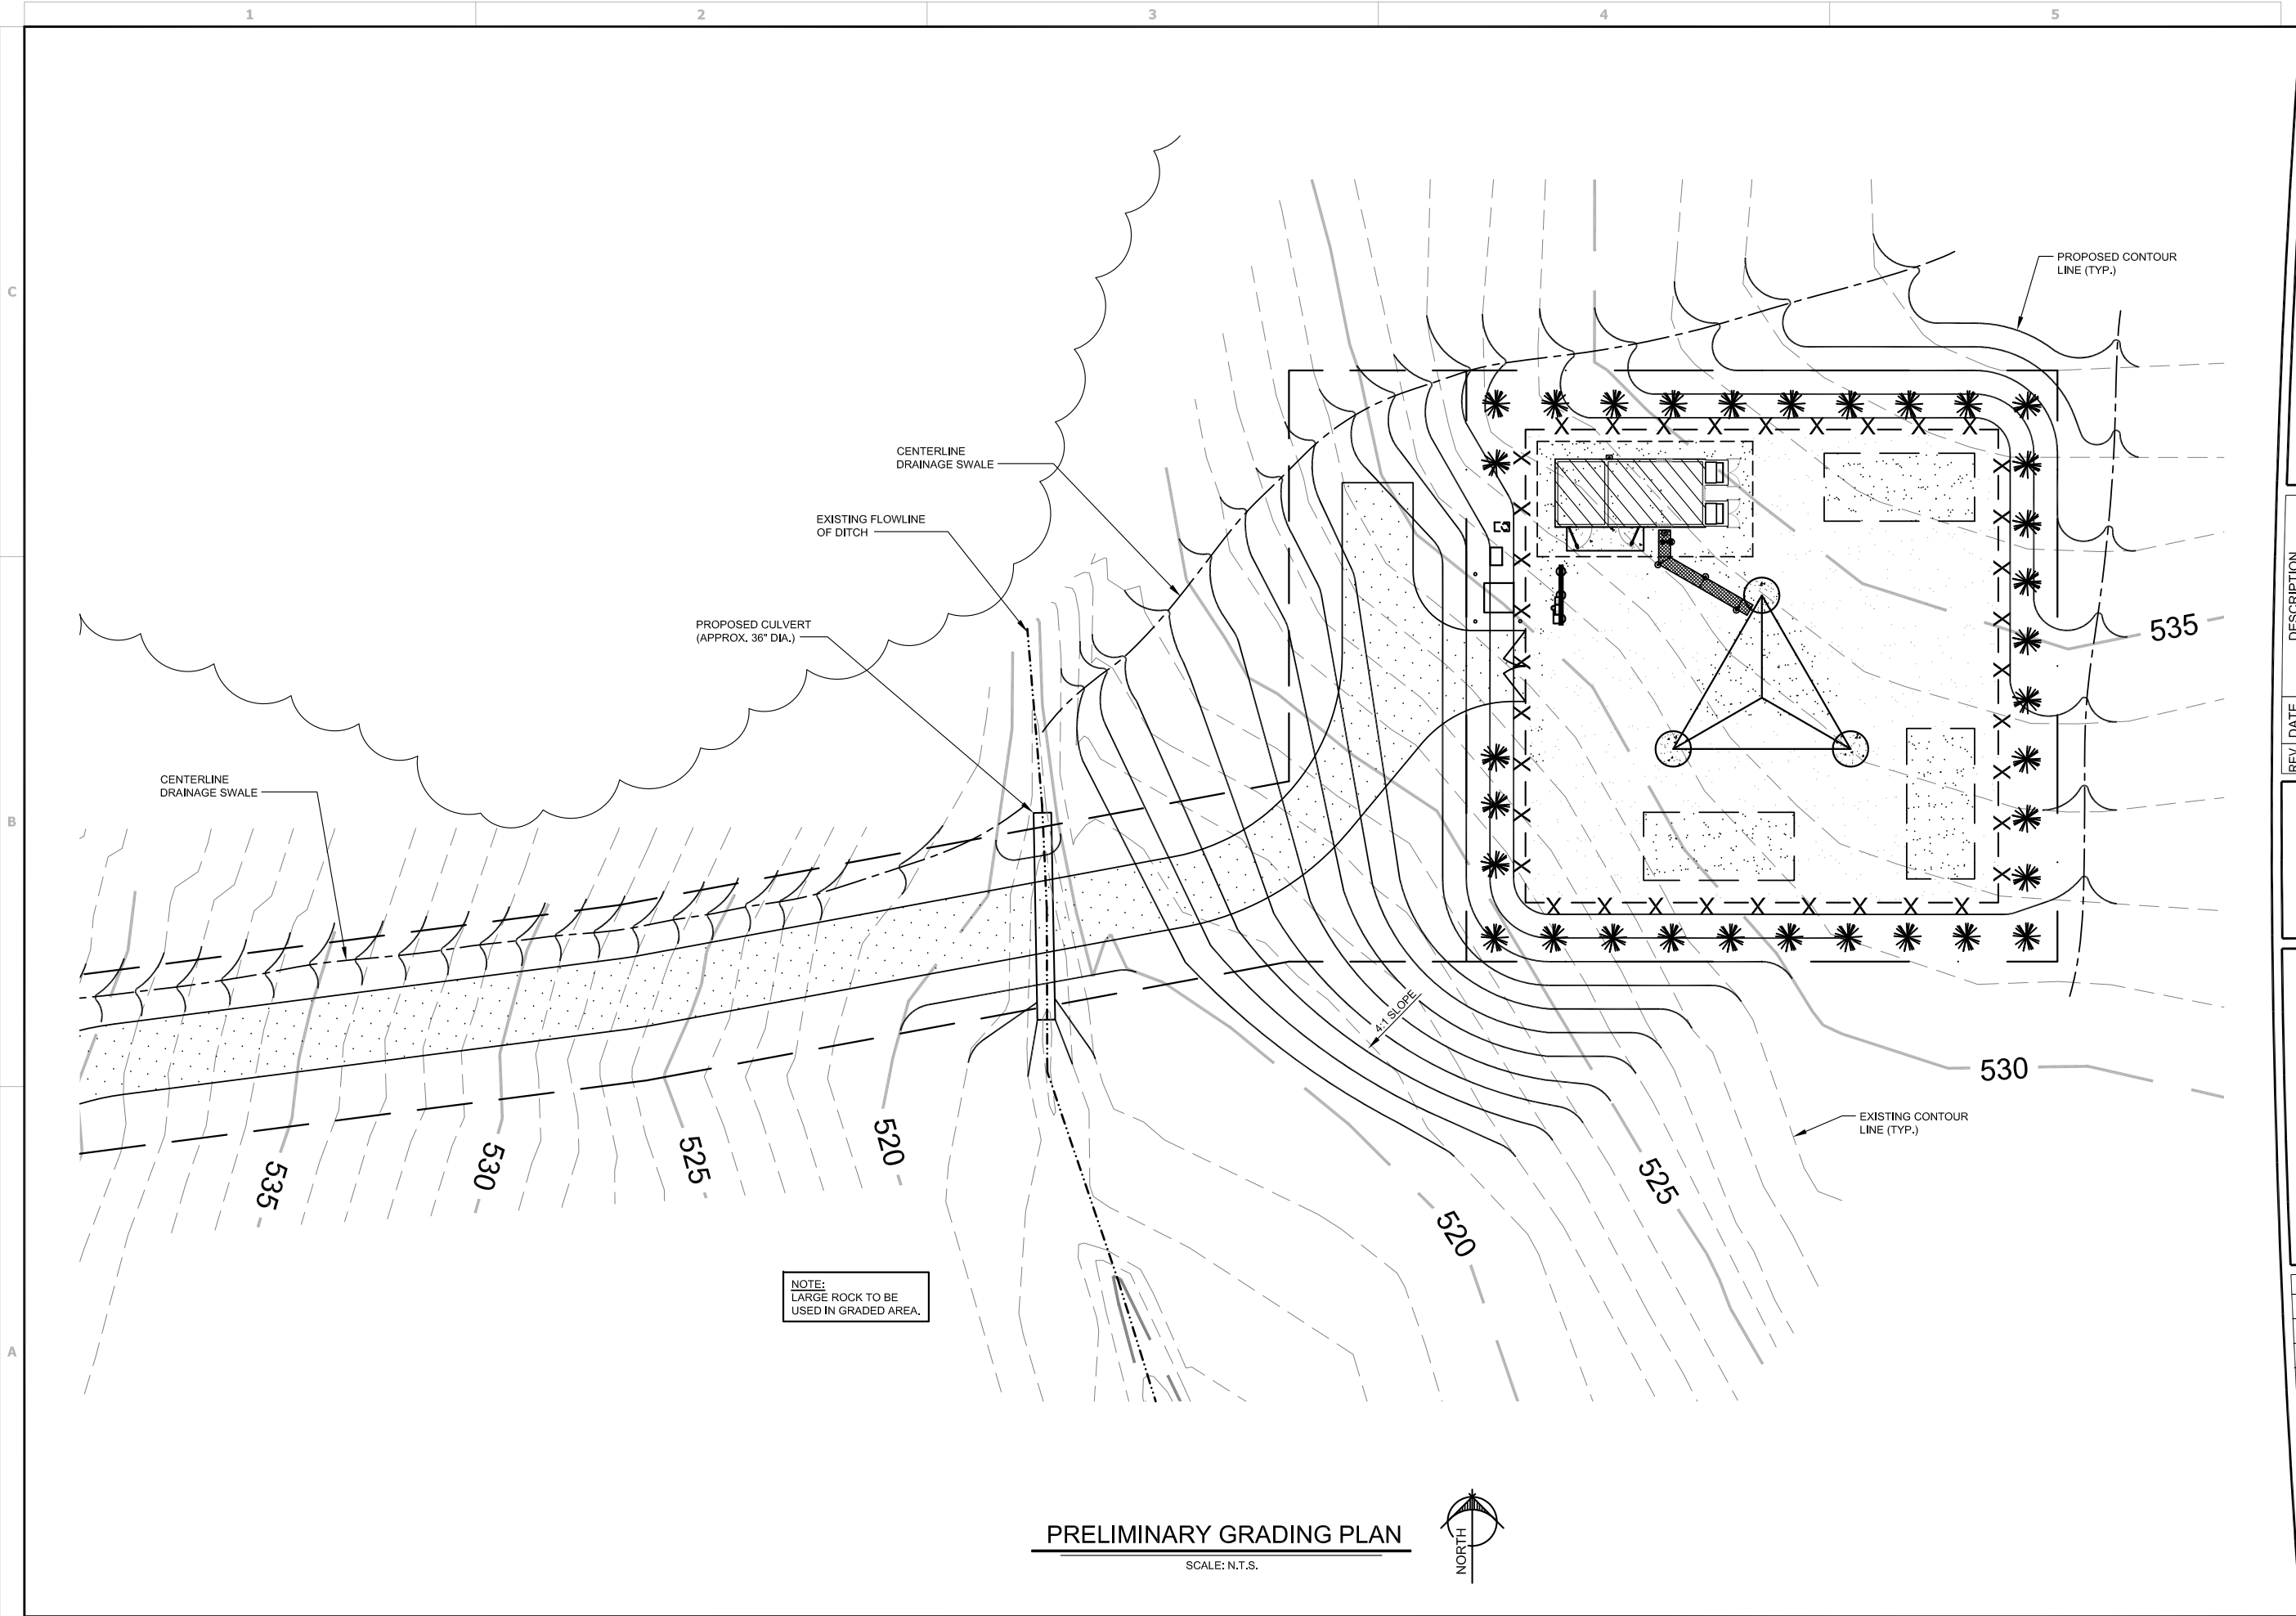 1
2
3
4
5
C
B
A
PROPOSED CONTOUR
LINE (TYP.)
CENTERLINE
DRAINAGE SWALE
EXISTING FLOWLINE
OF DITCH
PROPOSED CULVERT
(APPROX. 36" DIA.)
CENTERLINE
DRAINAGE SWALE
535
530
EXISTING CONTOUR
LINE (TYP.)
4:1 SLOPE
535
530
525
520
520
525
NOTE:
LARGE ROCK TO BE
USED IN GRADED AREA.
PRELIMINARY GRADING PLAN
SCALE: N.T.S.
NORTH
DESCRIPTION
DATE
REV